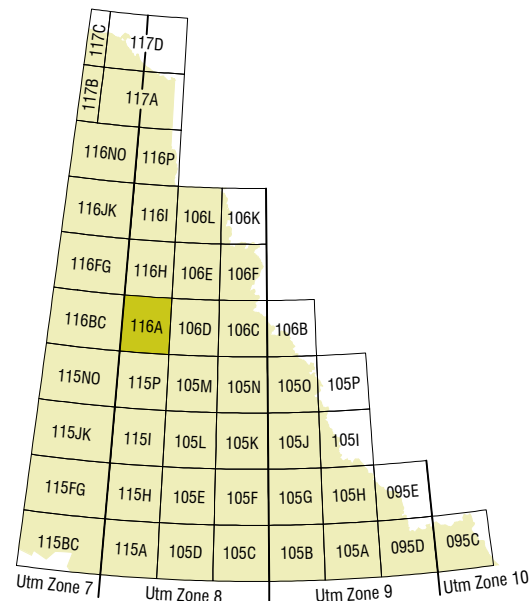 117C 117D
117B 117A
116NO 116P
116JK 116I 106L 106K
116FG 116H 106E 106F
116BC 116A 106D 106C 106B
115NO 115P 105M 105N 105O 105P
115JK 115I 105L 105K 105J 105I
115FG 115H 105E 105F 105G 105H 095E
115BC 115A 105D 105C 105B 105A 095D 095C
Utm Zone 7 Utm Zone 8 Utm Zone 9 Utm Zone 10